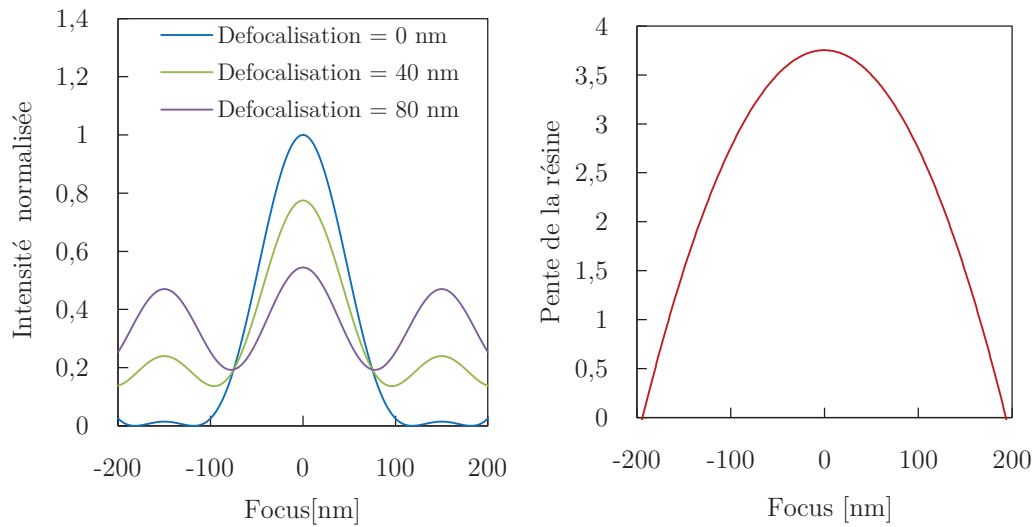 1,4
1,2
1
0,8
0,6
0,4
0,2
0
Intensité normalisée
Defocalisation = 0 nm
Defocalisation = 40 nm
Defocalisation = 80 nm
-200 -100 0 100 200
Focus[nm]
4
3,5
3
2,5
2
1,5
1
0,5
0
Pente de la résine
-200 -100 0 100 200
Focus [nm]